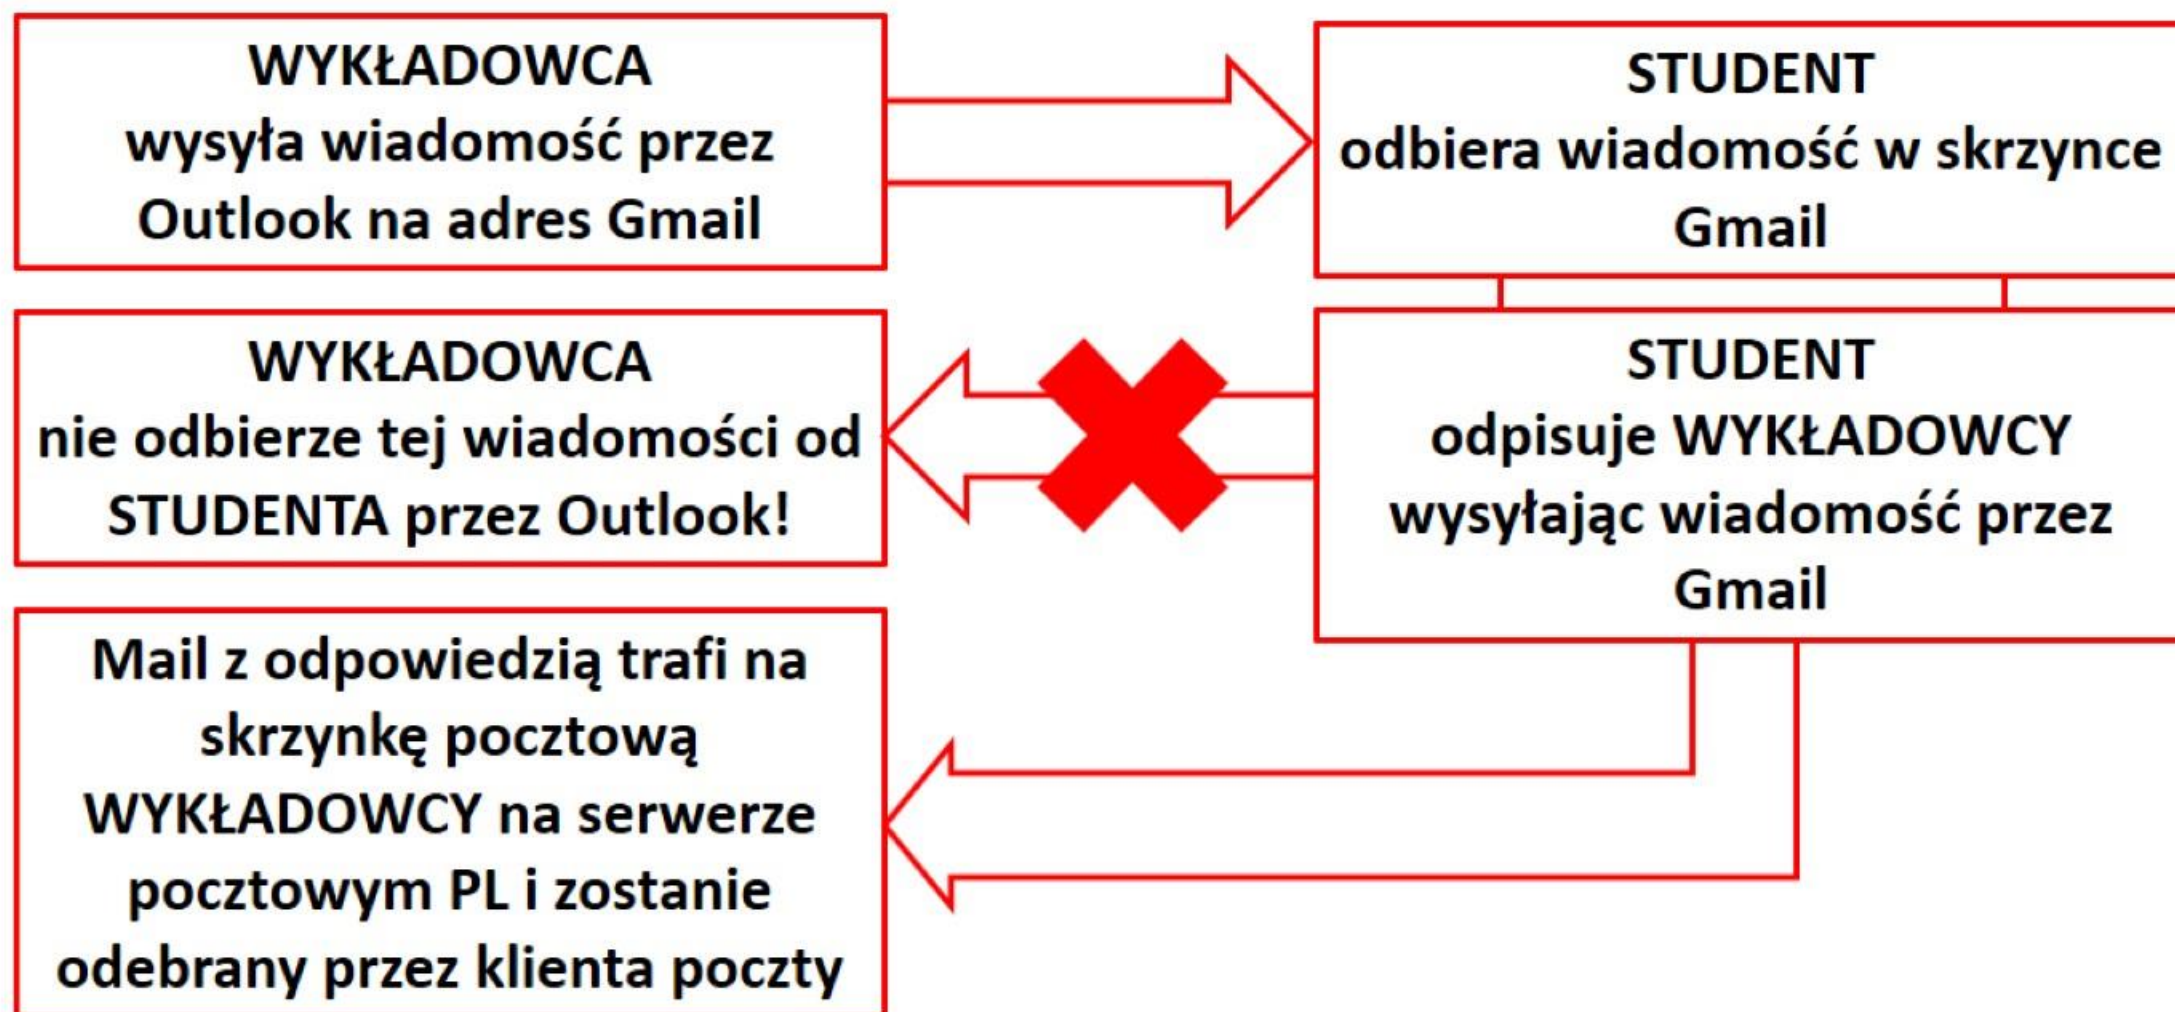 WYKŁADOWCA
wysyła wiadomość przez
Outlook na adres Gmail
STUDENT
odbiera wiadomość w skrzynce
Gmail
WYKŁADOWCA
nie odbierze tej wiadomości od
STUDENTA przez Outlook!
STUDENT
odpisuje WYKŁADOWCY
wysyłając wiadomość przez
Gmail
Mail z odpowiedzią trafi na
skrzynkę pocztową
WYKŁADOWCY na serwerze
pocztowym PL i zostanie
odebrany przez klienta poczty